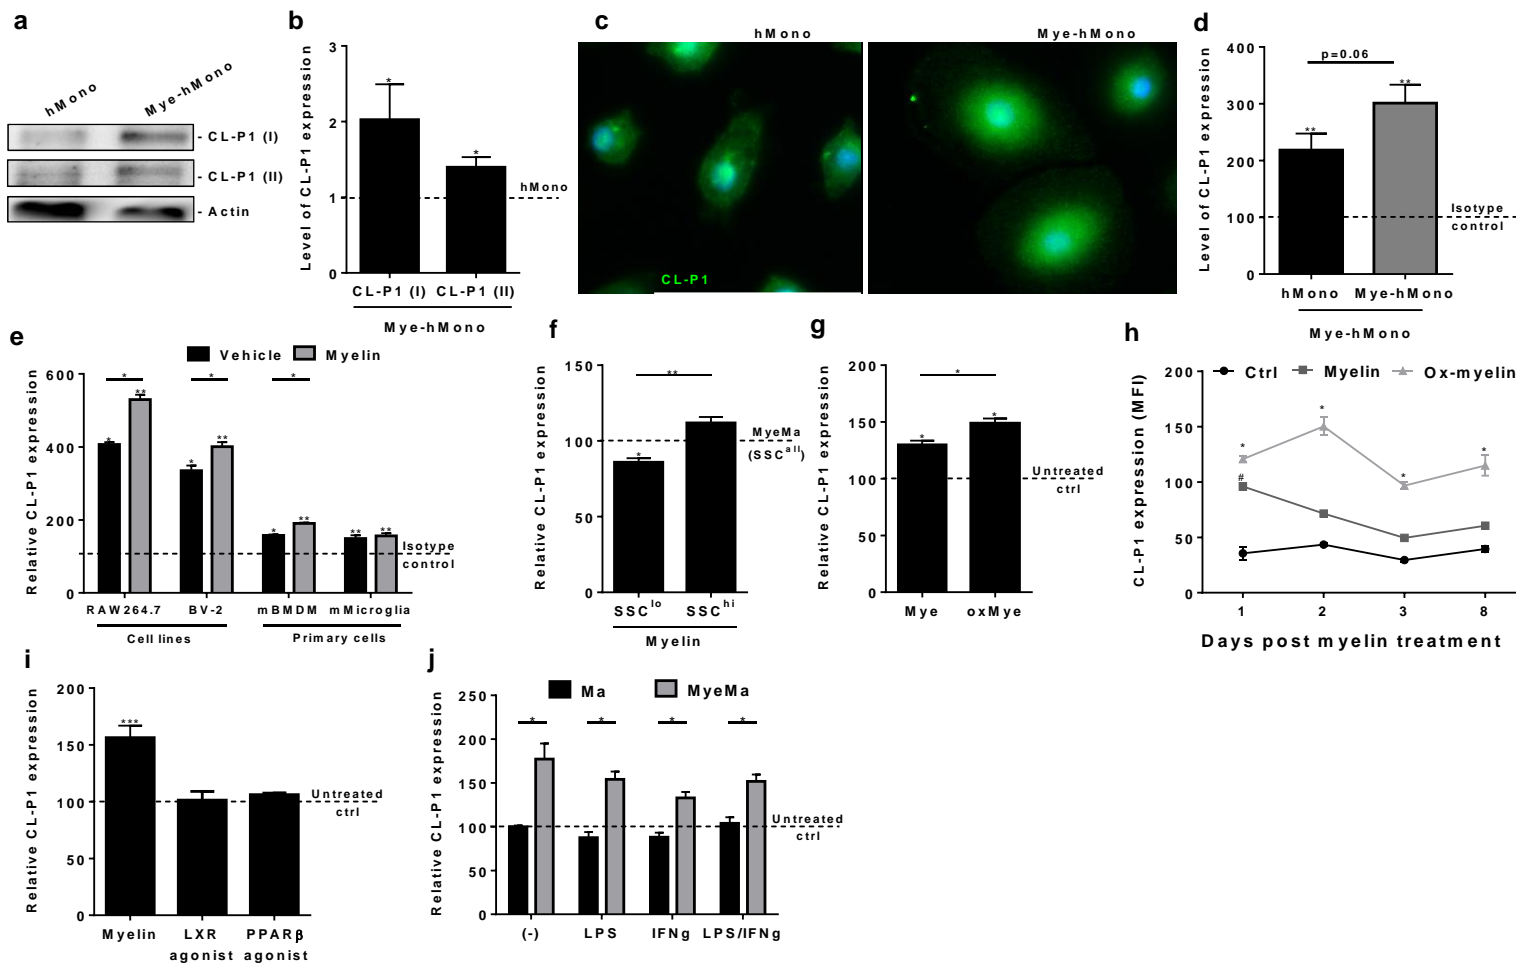 a
hMono
Mye-hMono
- CL-P1 (I)
- CL-P1 (II)
- Actin
b
Level of CL-P1 expression
3
2
1
0
*
*
hMono
CL-P1 (I) CL-P1 (II)
Mye-hMono
c
hMono
Mye-hMono
CL-P1
d
Level of CL-P1 expression
400
300
200
100
0
p=0.06
**
**
Isotype
control
hMono Mye-hMono
Mye-hMono
e
Vehicle Myelin
Relative CL-P1 expression
600
400
200
0
* * *
* ** * ** * ** ** **
Isotype
control
RAW264.7 BV-2 mBMDM mMicroglia
Cell lines Primary cells
f
Relative CL-P1 expression
150
100
50
0
**
*
MyeMa
(SSCall)
SSClo SSChi
Myelin
g
Relative CL-P1 expression
200
150
100
50
0
*
* *
Untreated
ctrl
Mye oxMye
h
Ctrl Myelin Ox-myelin
CL-P1 expression (MFI)
200
150
100
50
0
* * * *
#
1 2 3 8
Days post myelin treatment
i
Relative CL-P1 expression
200
150
100
50
0
***
Untreated
ctrl
Myelin LXR PPARβ
agonist agonist
j
Ma MyeMa
Relative CL-P1 expression
250
200
150
100
50
0
* * * *
Untreated
ctrl
(-) LPS IFNg LPS/IFNg